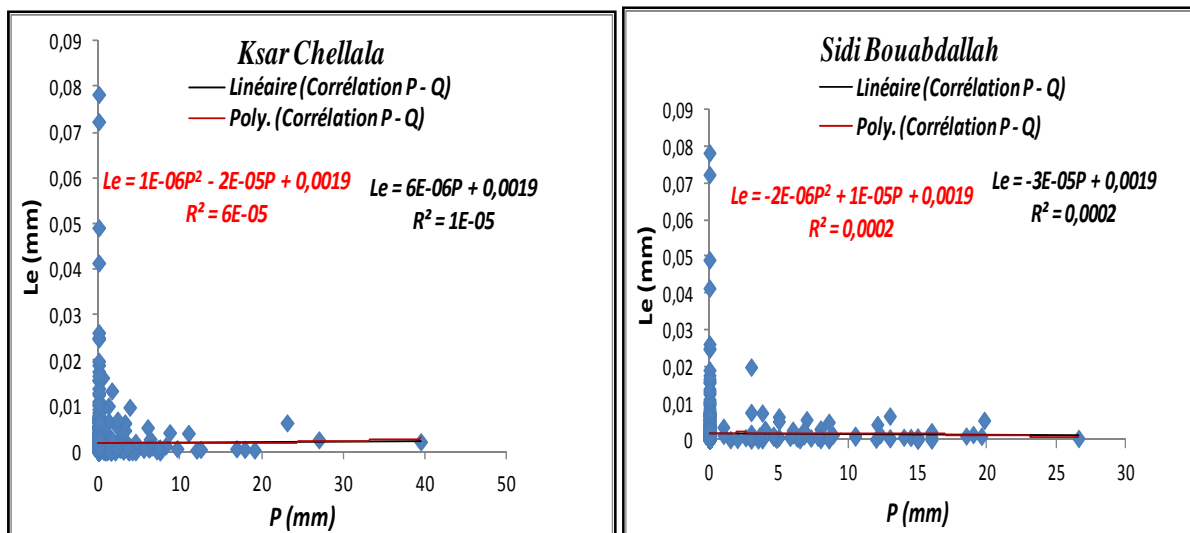 Ksar Chellala
Linéaire (Corrélation P - Q)
Poly. (Corrélation P - Q)
Le = 1E-06P² - 2E-05P + 0,0019
R² = 6E-05
Le = 6E-06P + 0,0019
R² = 1E-05
Le (mm)
0,09
0,08
0,07
0,06
0,05
0,04
0,03
0,02
0,01
0
0 10 20 30 40 50
P (mm)
Sidi Bouabdallah
Linéaire (Corrélation P - Q)
Poly. (Corrélation P - Q)
Le = -2E-06P² + 1E-05P + 0,0019
R² = 0,0002
Le = -3E-05P + 0,0019
R² = 0,0002
Le (mm)
0,09
0,08
0,07
0,06
0,05
0,04
0,03
0,02
0,01
0
0 5 10 15 20 25 30
P (mm)